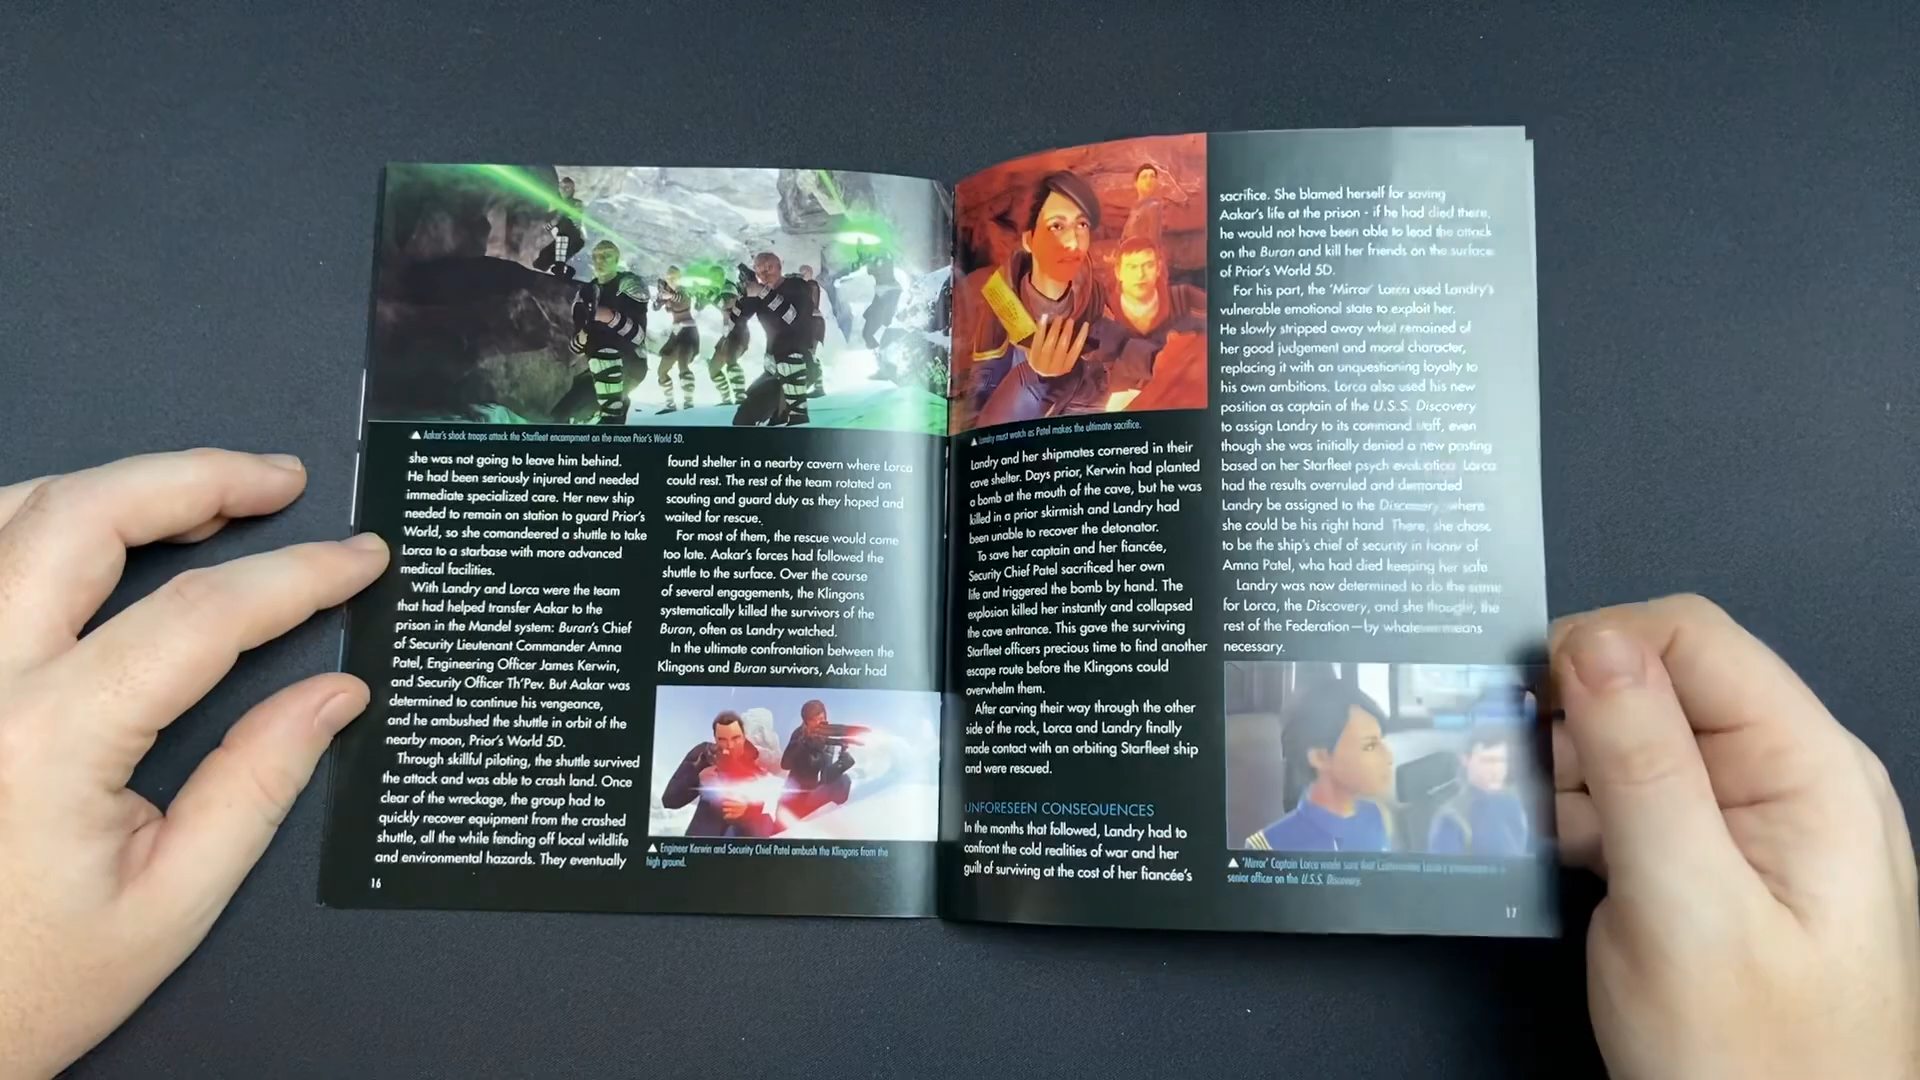 ▲ Aakar's shock troops attack the Starfleet encampment on the moon Prior's World 5D.
she was not going to leave him behind.
He had been seriously injured and needed
immediate specialized care. Her new ship
needed to remain on station to guard Prior's
World, so she comandeered a shuttle to take
Lorca to a starbase with more advanced
medical facilities.
With Landry and Lorca were the team
that had helped transfer Aakar to the
prison in the Mandel system: Buran's Chief
of Security Lieutenant Commander Amna
Patel, Engineering Officer James Kerwin,
and Security Officer Th'Pev. But Aakar was
determined to continue his vengeance,
and he ambushed the shuttle in orbit of the
nearby moon, Prior's World 5D.
Through skillful piloting, the shuttle survived
the attack and was able to crash land. Once
clear of the wreckage, the group had to
quickly recover equipment from the crashed
shuttle, all the while fending off local wildlife
and environmental hazards. They eventually
16
found shelter in a nearby cavern where Lorca
could rest. The rest of the team rotated on
scouting and guard duty as they hoped and
waited for rescue.
For most of them, the rescue would come
too late. Aakar's forces had followed the
shuttle to the surface. Over the course
of several engagements, the Klingons
systematically killed the survivors of the
Buran, often as Landry watched.
In the ultimate confrontation between the
Klingons and Buran survivors, Aakar had
▲ Engineer Kerwin and Security Chief Patel ambush the Klingons from the
high ground.
▲ Landry must watch as Patel makes the ultimate sacrifice.
Landry and her shipmates cornered in their
cave shelter. Days prior, Kerwin had planted
a bomb at the mouth of the cave, but he was
killed in a prior skirmish and Landry had
been unable to recover the detonator.
To save her captain and her fiancée,
Security Chief Patel sacrificed her own
life and triggered the bomb by hand. The
explosion killed her instantly and collapsed
the cave entrance. This gave the surviving
Starfleet officers precious time to find another
escape route before the Klingons could
overwhelm them.
After carving their way through the other
side of the rock, Lorca and Landry finally
made contact with an orbiting Starfleet ship
and were rescued.
UNFORESEEN CONSEQUENCES
In the months that followed, Landry had to
confront the cold realities of war and her
guilt of surviving at the cost of her fiancée's
sacrifice. She blamed herself for saving
Aakar's life at the prison - if he had died there,
he would not have been able to lead the attack
on the Buran and kill her friends on the surface
of Prior's World 5D.
For his part, the 'Mirror' Lorca used Landry's
vulnerable emotional state to exploit her.
He slowly stripped away what remained of
her good judgement and moral character,
replacing it with an unquestioning loyalty to
his own ambitions. Lorca also used his new
position as captain of the U.S.S. Discovery
to assign Landry to its command staff, even
though she was initially denied a new posting
based on her Starfleet psych evaluation. Lorca
had the results overruled and demanded
Landry be assigned to the Discovery, where
she could be his right hand. There, she chose
to be the ship's chief of security in honor of
Amna Patel, who had died keeping her safe.
Landry was now determined to do the same
for Lorca, the Discovery, and she thought, the
rest of the Federation—by whatever means
necessary.
▲ 'Mirror' Captain Lorca made sure that
senior officer on the U.S.S. Discovery.
17